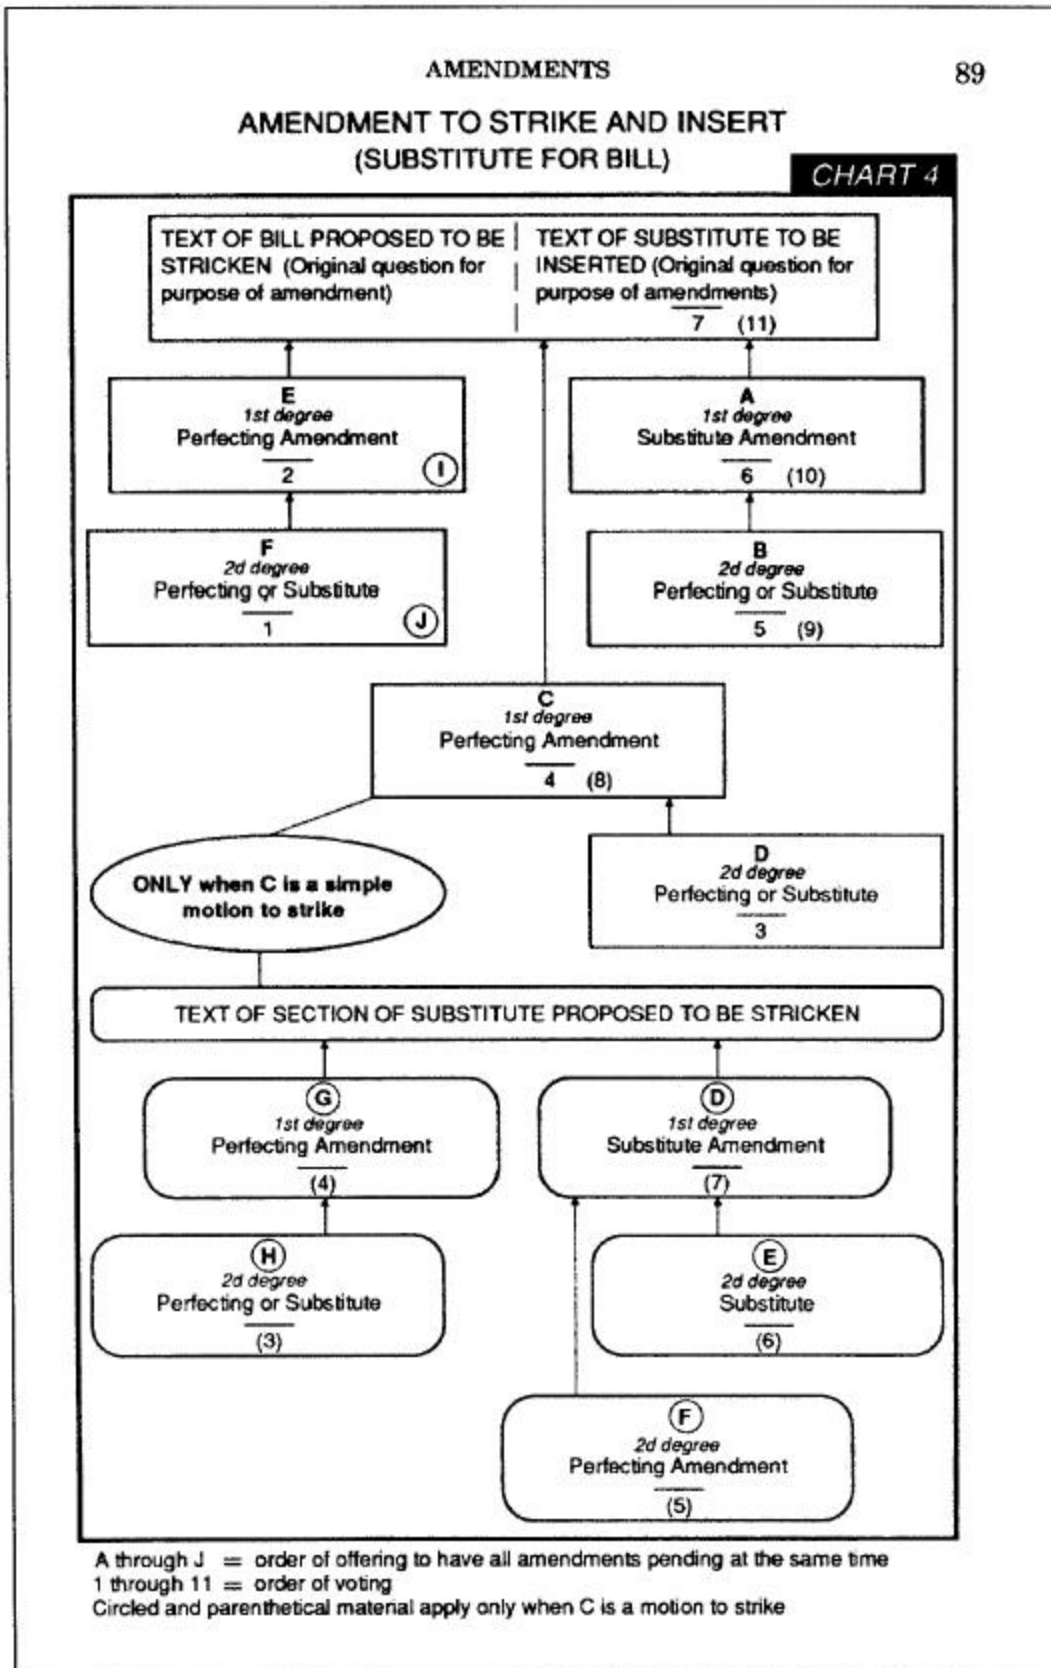 AMENDMENTS
89
AMENDMENT TO STRIKE AND INSERT
(SUBSTITUTE FOR BILL)
CHART 4
TEXT OF BILL PROPOSED TO BE
STRICKEN (Original question for
purpose of amendment)
TEXT OF SUBSTITUTE TO BE
INSERTED (Original question for
purpose of amendments)
7 (11)
E
1st degree
Perfecting Amendment
2
I
A
1st degree
Substitute Amendment
6 (10)
F
2d degree
Perfecting or Substitute
1
J
B
2d degree
Perfecting or Substitute
5 (9)
C
1st degree
Perfecting Amendment
4 (8)
ONLY when C is a simple
motion to strike
D
2d degree
Perfecting or Substitute
3
TEXT OF SECTION OF SUBSTITUTE PROPOSED TO BE STRICKEN
G
1st degree
Perfecting Amendment
(4)
D
1st degree
Substitute Amendment
(7)
H
2d degree
Perfecting or Substitute
(3)
E
2d degree
Substitute
(6)
F
2d degree
Perfecting Amendment
(5)
A through J = order of offering to have all amendments pending at the same time
1 through 11 = order of voting
Circled and parenthetical material apply only when C is a motion to strike